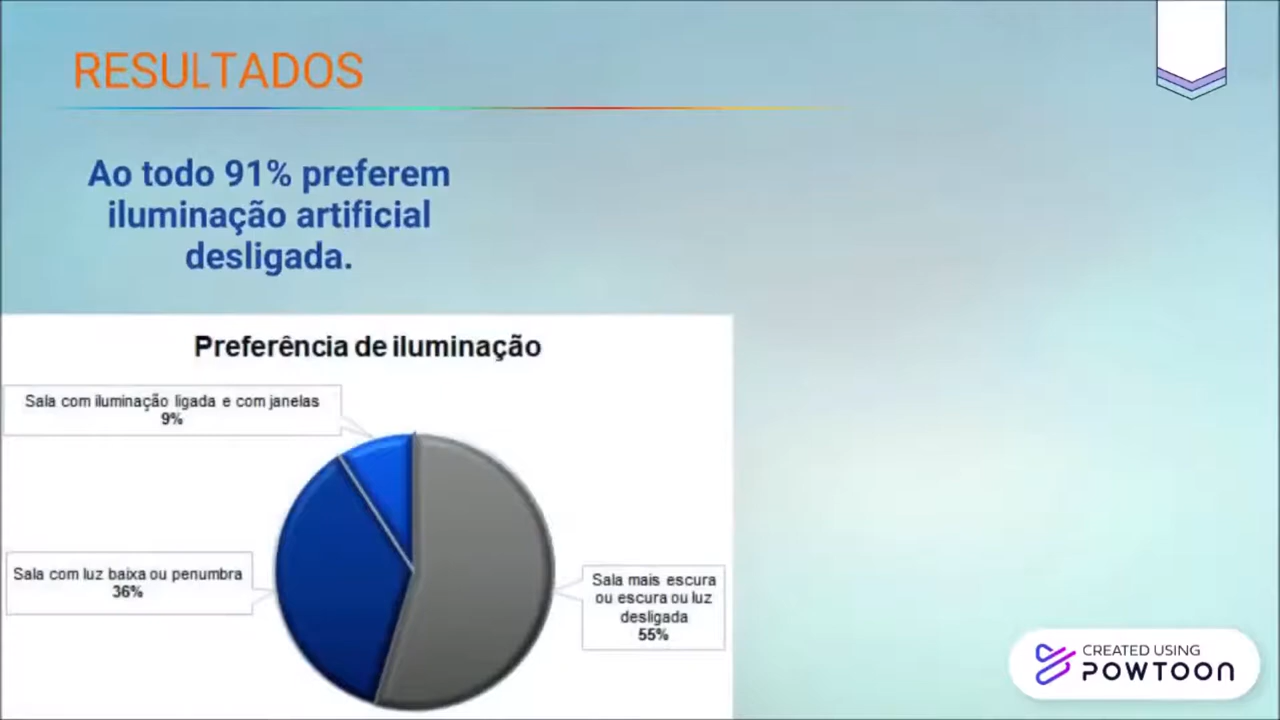 RESULTADOS
Ao todo 91% preferem
iluminação artificial
desligada.
Preferência de iluminação
Sala com iluminação ligada e com janelas
9%
Sala com luz baixa ou penumbra
36%
Sala mais escura
ou escura ou luz
desligada
55%
CREATED USING
POWTOON